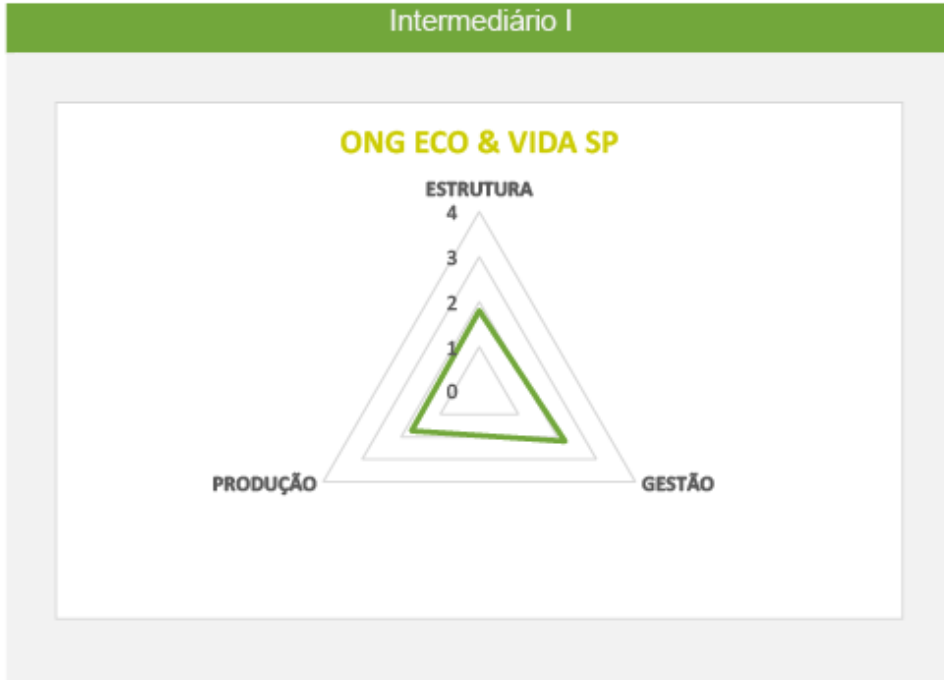 Intermediário I
ONG ECO & VIDA SP
ESTRUTURA
4
3
2
1
0
PRODUÇÃO
GESTÃO